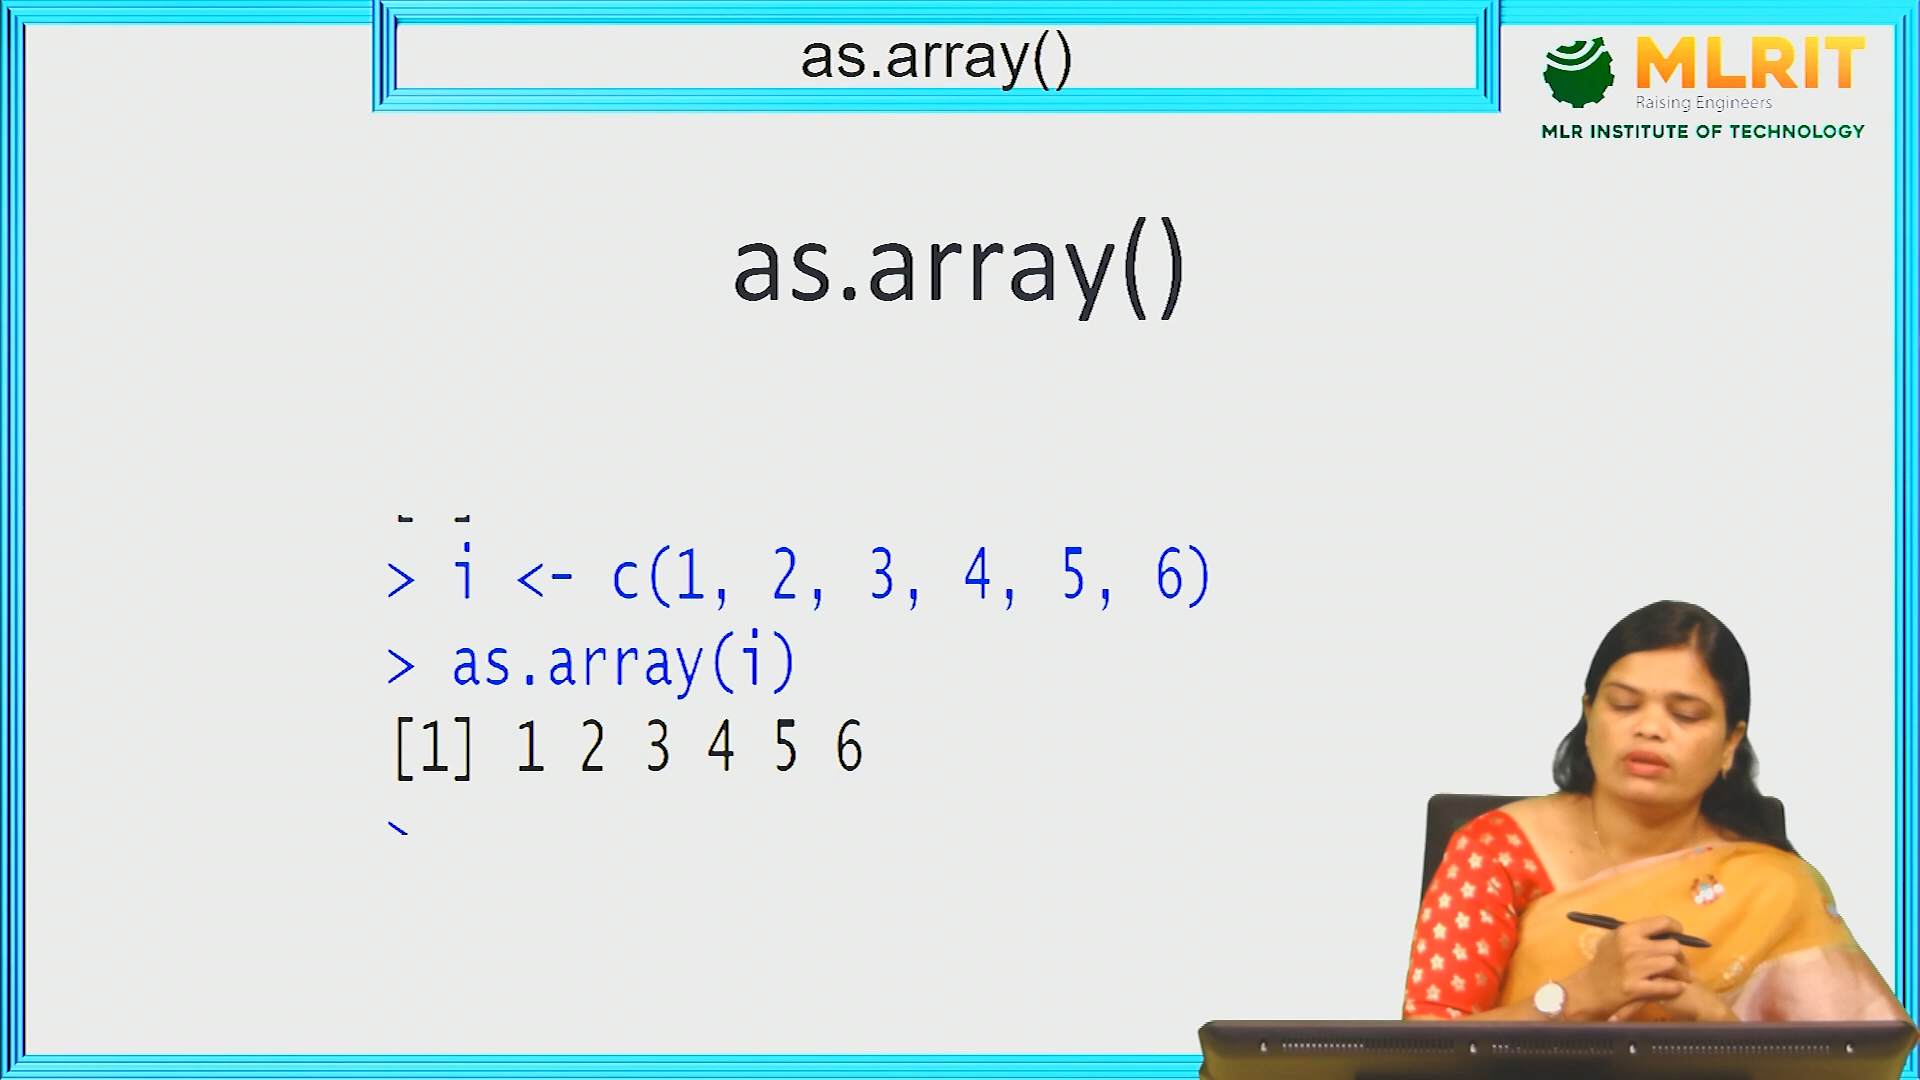 as.array()
MLRIT
Raising Engineers
MLR INSTITUTE OF TECHNOLOGY
as.array()
> i <- c(1, 2, 3, 4, 5, 6)
> as.array(i)
[1] 1 2 3 4 5 6